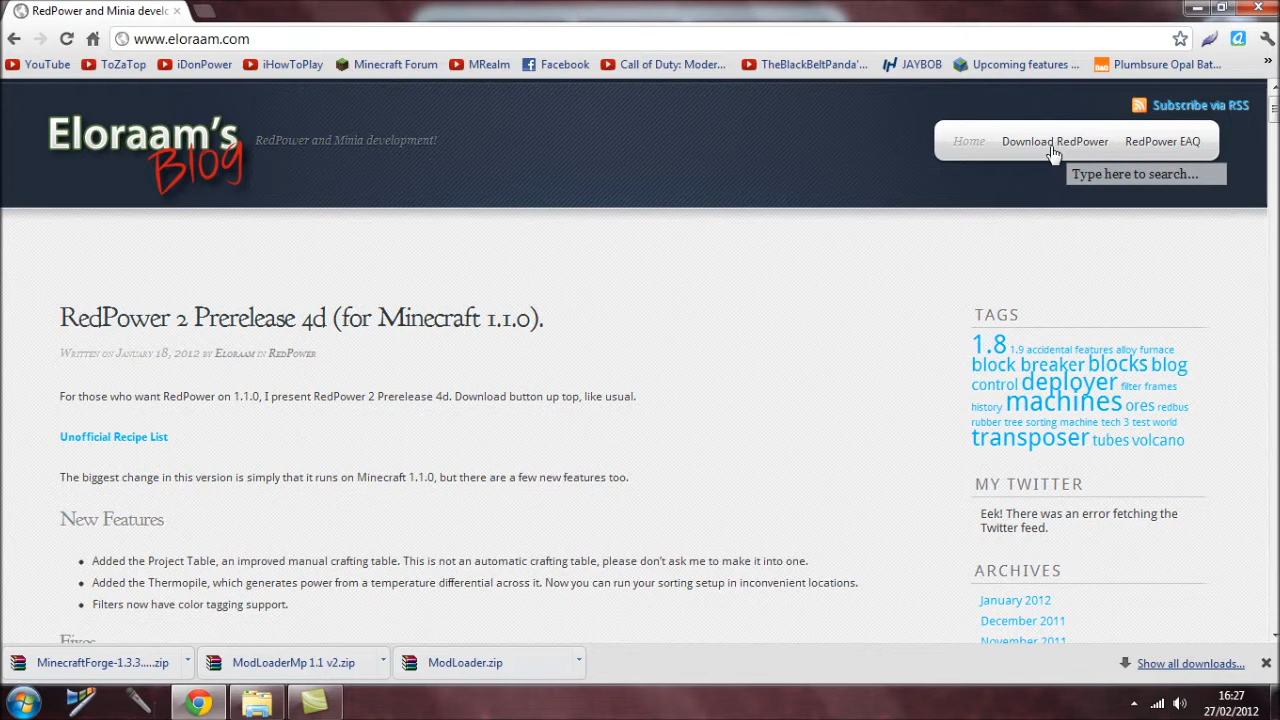 RedPower and Minia develc
www.eloraam.com
YouTube ToZaTop iDonPower iHowToPlay Minecraft Forum MRealm Facebook Call of Duty: Moder... TheBlackBeltPanda'... JAYBOB Upcoming features ... Plumbsure Opal Bat...
Subscribe via RSS
Eloraam's Blog
RedPower and Minia development!
Home Download RedPower RedPower EAQ
Type here to search...
RedPower 2 Prerelease 4d (for Minecraft 1.1.0).
Written on January 18, 2012 by Eloraam in RedPower
For those who want RedPower on 1.1.0, I present RedPower 2 Prerelease 4d. Download button up top, like usual.
Unofficial Recipe List
The biggest change in this version is simply that it runs on Minecraft 1.1.0, but there are a few new features too.
New Features
Added the Project Table, an improved manual crafting table. This is not an automatic crafting table, please don't ask me to make it into one.
Added the Thermopile, which generates power from a temperature differential across it. Now you can run your sorting setup in inconvenient locations.
Filters now have color tagging support.
Fixes
TAGS
1.8 1.9 accidental features alloy furnace
block breaker blocks blog
control deployer filter frames
history machines ores redbus
rubber tree sorting machine tech 3 test world
transposer tubes volcano
MY TWITTER
Eek! There was an error fetching the
Twitter feed.
ARCHIVES
January 2012
December 2011
November 2011
MinecraftForge-1.3.3.....zip ModLoaderMp 1.1 v2.zip ModLoader.zip Show all downloads...
16:27
27/02/2012